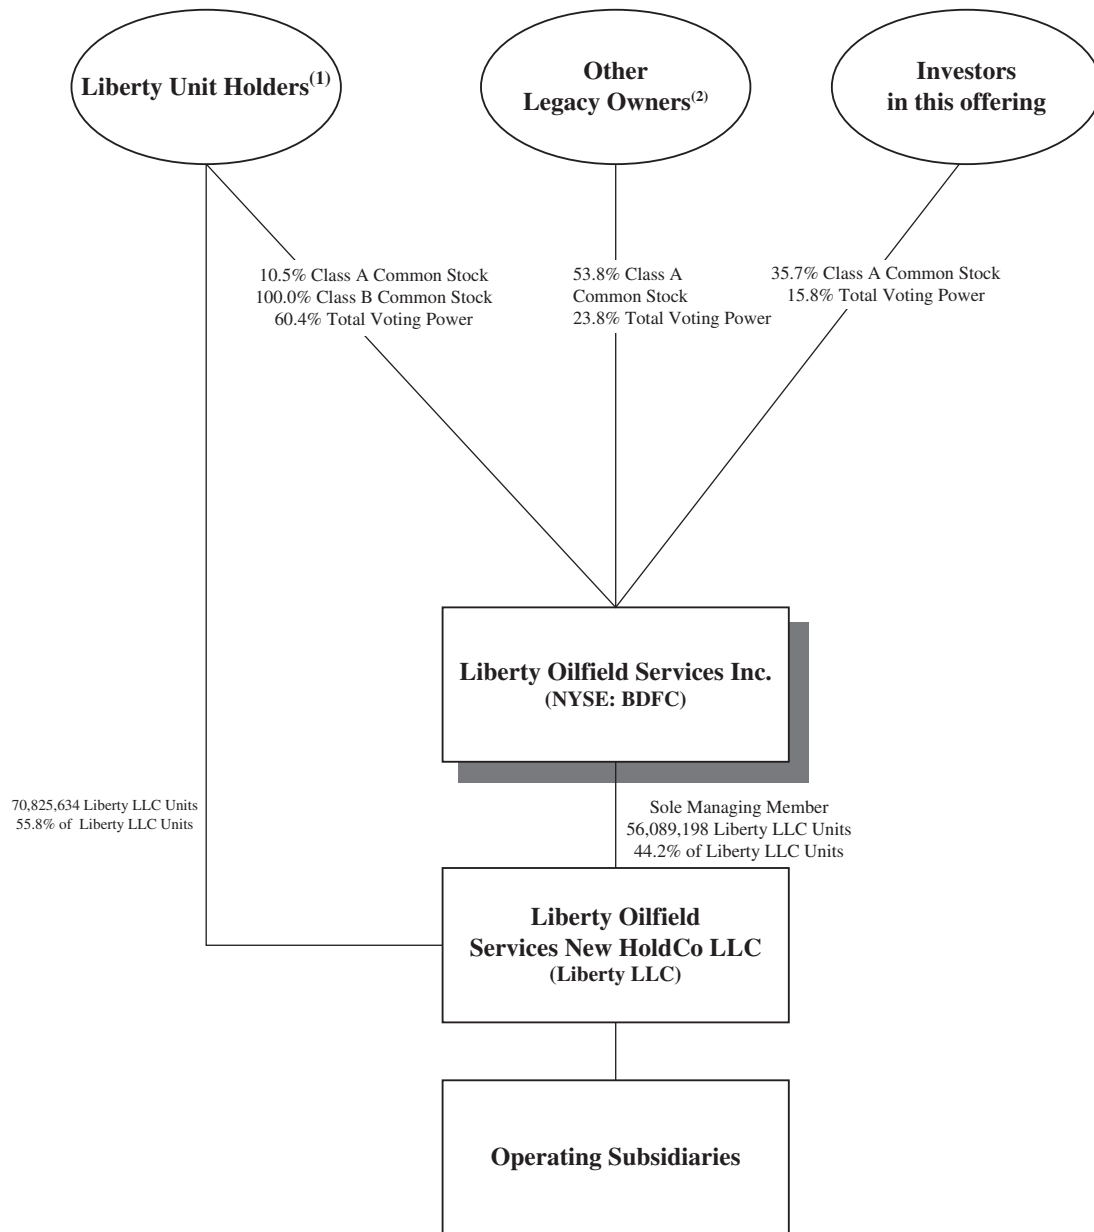 Liberty Unit Holders(1)
Other
Legacy Owners(2)
Investors
in this offering
10.5% Class A Common Stock
100.0% Class B Common Stock
60.4% Total Voting Power
53.8% Class A
Common Stock
23.8% Total Voting Power
35.7% Class A Common Stock
15.8% Total Voting Power
Liberty Oilfield Services Inc.
(NYSE: BDFC)
70,825,634 Liberty LLC Units
55.8% of Liberty LLC Units
Sole Managing Member
56,089,198 Liberty LLC Units
44.2% of Liberty LLC Units
Liberty Oilfield
Services New HoldCo LLC
(Liberty LLC)
Operating Subsidiaries